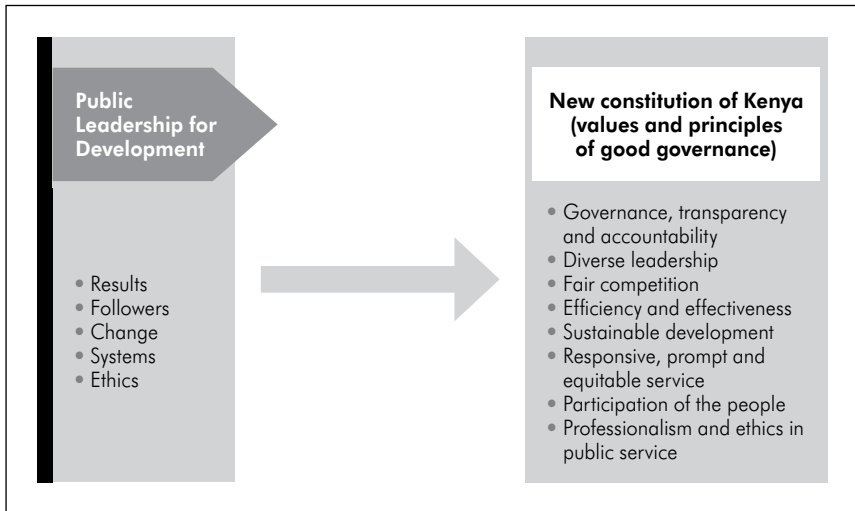 Public
Leadership for
Development
• Results
• Followers
• Change
• Systems
• Ethics
New constitution of Kenya
(values and principles
of good governance)
• Governance, transparency
and accountability
• Diverse leadership
• Fair competition
• Efficiency and effectiveness
• Sustainable development
• Responsive, prompt and
equitable service
• Participation of the people
• Professionalism and ethics in
public service